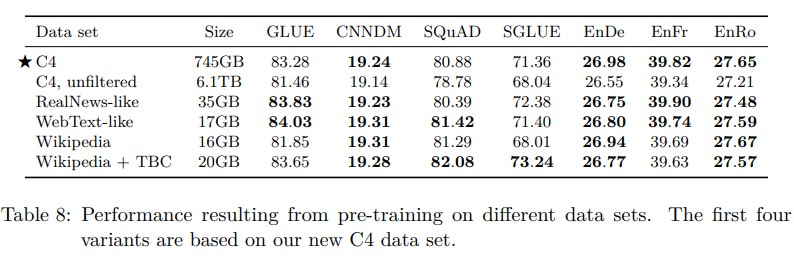 Data set Size GLUE CNNDM SQuAD SGLUE EnDe EnFr EnRo
★ C4 745GB 83.28 19.24 80.88 71.36 26.98 39.82 27.65
C4, unfiltered 6.1TB 81.46 19.14 78.78 68.04 26.55 39.34 27.21
RealNews-like 35GB 83.83 19.23 80.39 72.38 26.75 39.90 27.48
WebText-like 17GB 84.03 19.31 81.42 71.40 26.80 39.74 27.59
Wikipedia 16GB 81.85 19.31 81.29 68.01 26.94 39.69 27.67
Wikipedia + TBC 20GB 83.65 19.28 82.08 73.24 26.77 39.63 27.57
Table 8: Performance resulting from pre-training on different data sets. The first four
variants are based on our new C4 data set.